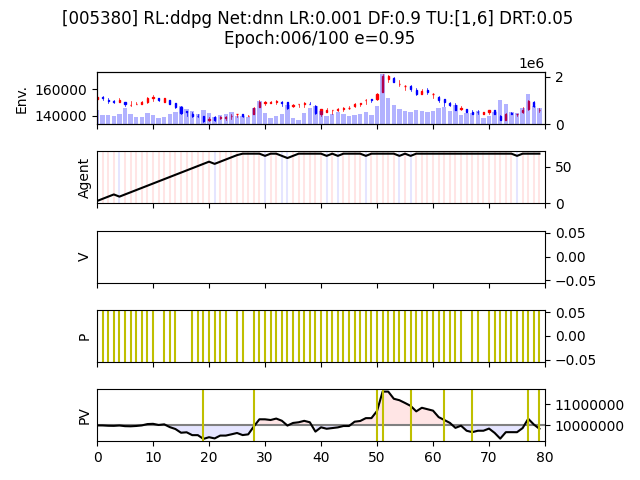 [005380] RL:ddpg Net:dnn LR:0.001 DF:0.9 TU:[1,6] DRT:0.05
Epoch:006/100 e=0.95
1e6
Env.
160000
140000
2
0
Agent
50
0
V
0.05
0.00
−0.05
P
0.05
0.00
−0.05
PV
11000000
10000000
0 10 20 30 40 50 60 70 80